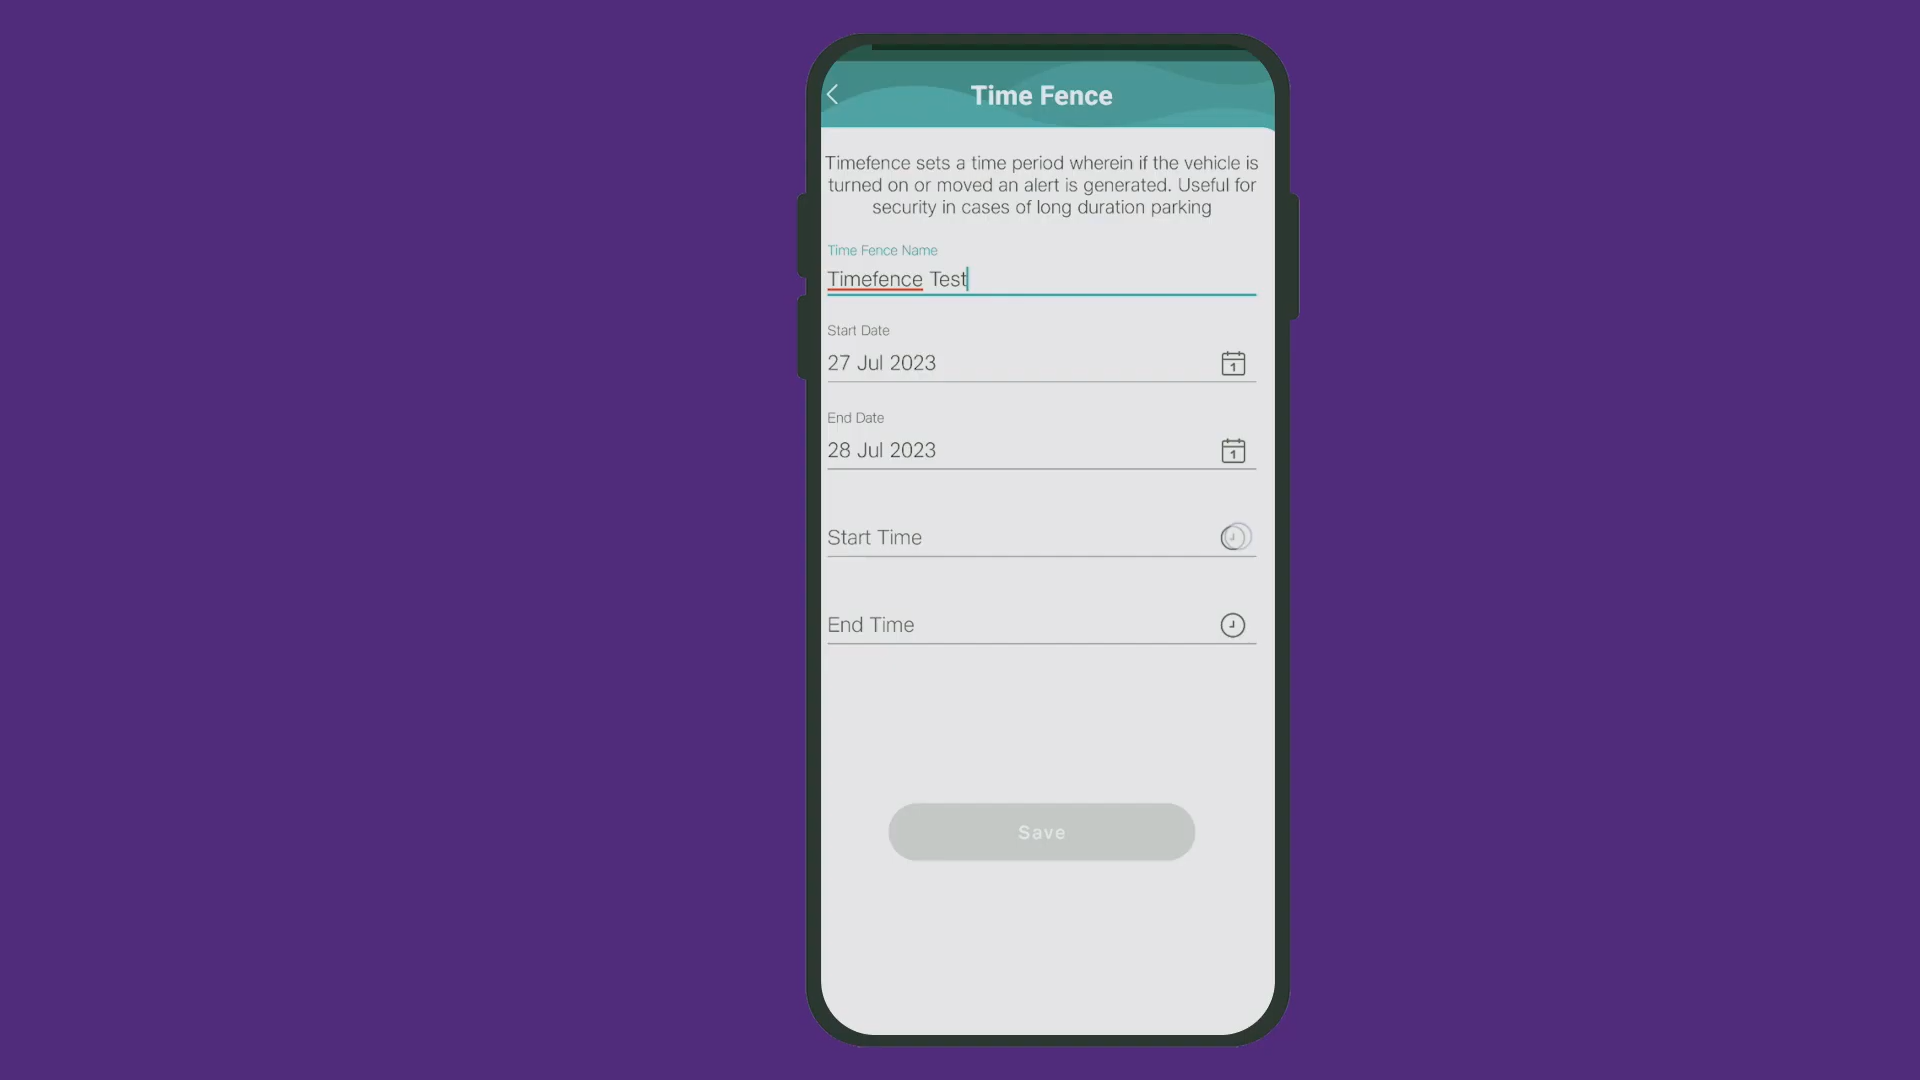 Time Fence
Timefence sets a time period wherein if the vehicle is
turned on or moved an alert is generated. Useful for
security in cases of long duration parking
Time Fence Name
Timefence Test
Start Date
27 Jul 2023
1
End Date
28 Jul 2023
1
Start Time
End Time
Save